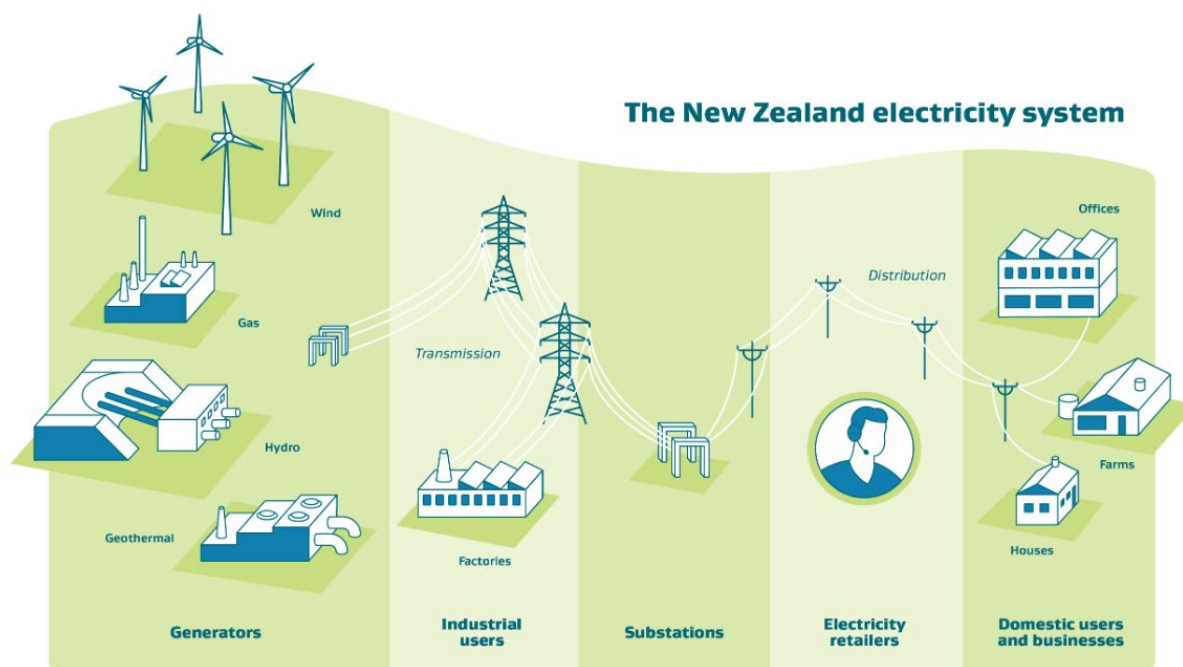 The New Zealand electricity system
Wind
Offices
Distribution
Gas
Transmission
Hydro
Farms
Geothermal
Factories
Houses
Generators
Industrial
users
Substations
Electricity
retailers
Domestic users
and businesses